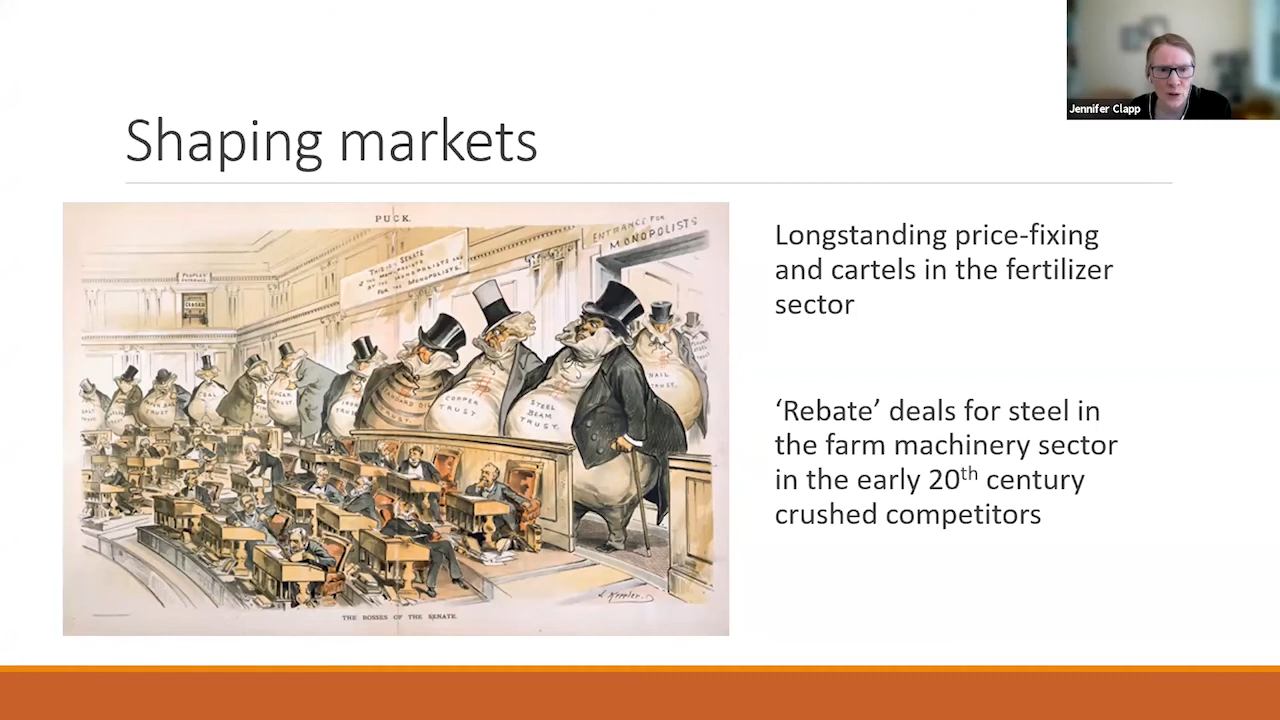 Jennifer Clapp
Shaping markets
PUCK.
ENTRANCE FOR
MONOPOLISTS
THIS IS A SENATE
OF THE MONOPOLISTS
BY THE MONOPOLISTS AND
FOR THE MONOPOLISTS!
PEOPLES'
ENTRANCE
CLOSED
NAIL
TRUST.
COAL
SUGAR
TRUST.
COPPER
TRUST
STEEL
BEAM
TRUST.
J. Keppler.
THE BOSSES OF THE SENATE.
Longstanding price-fixing
and cartels in the fertilizer
sector
‘Rebate’ deals for steel in
the farm machinery sector
in the early 20th century
crushed competitors